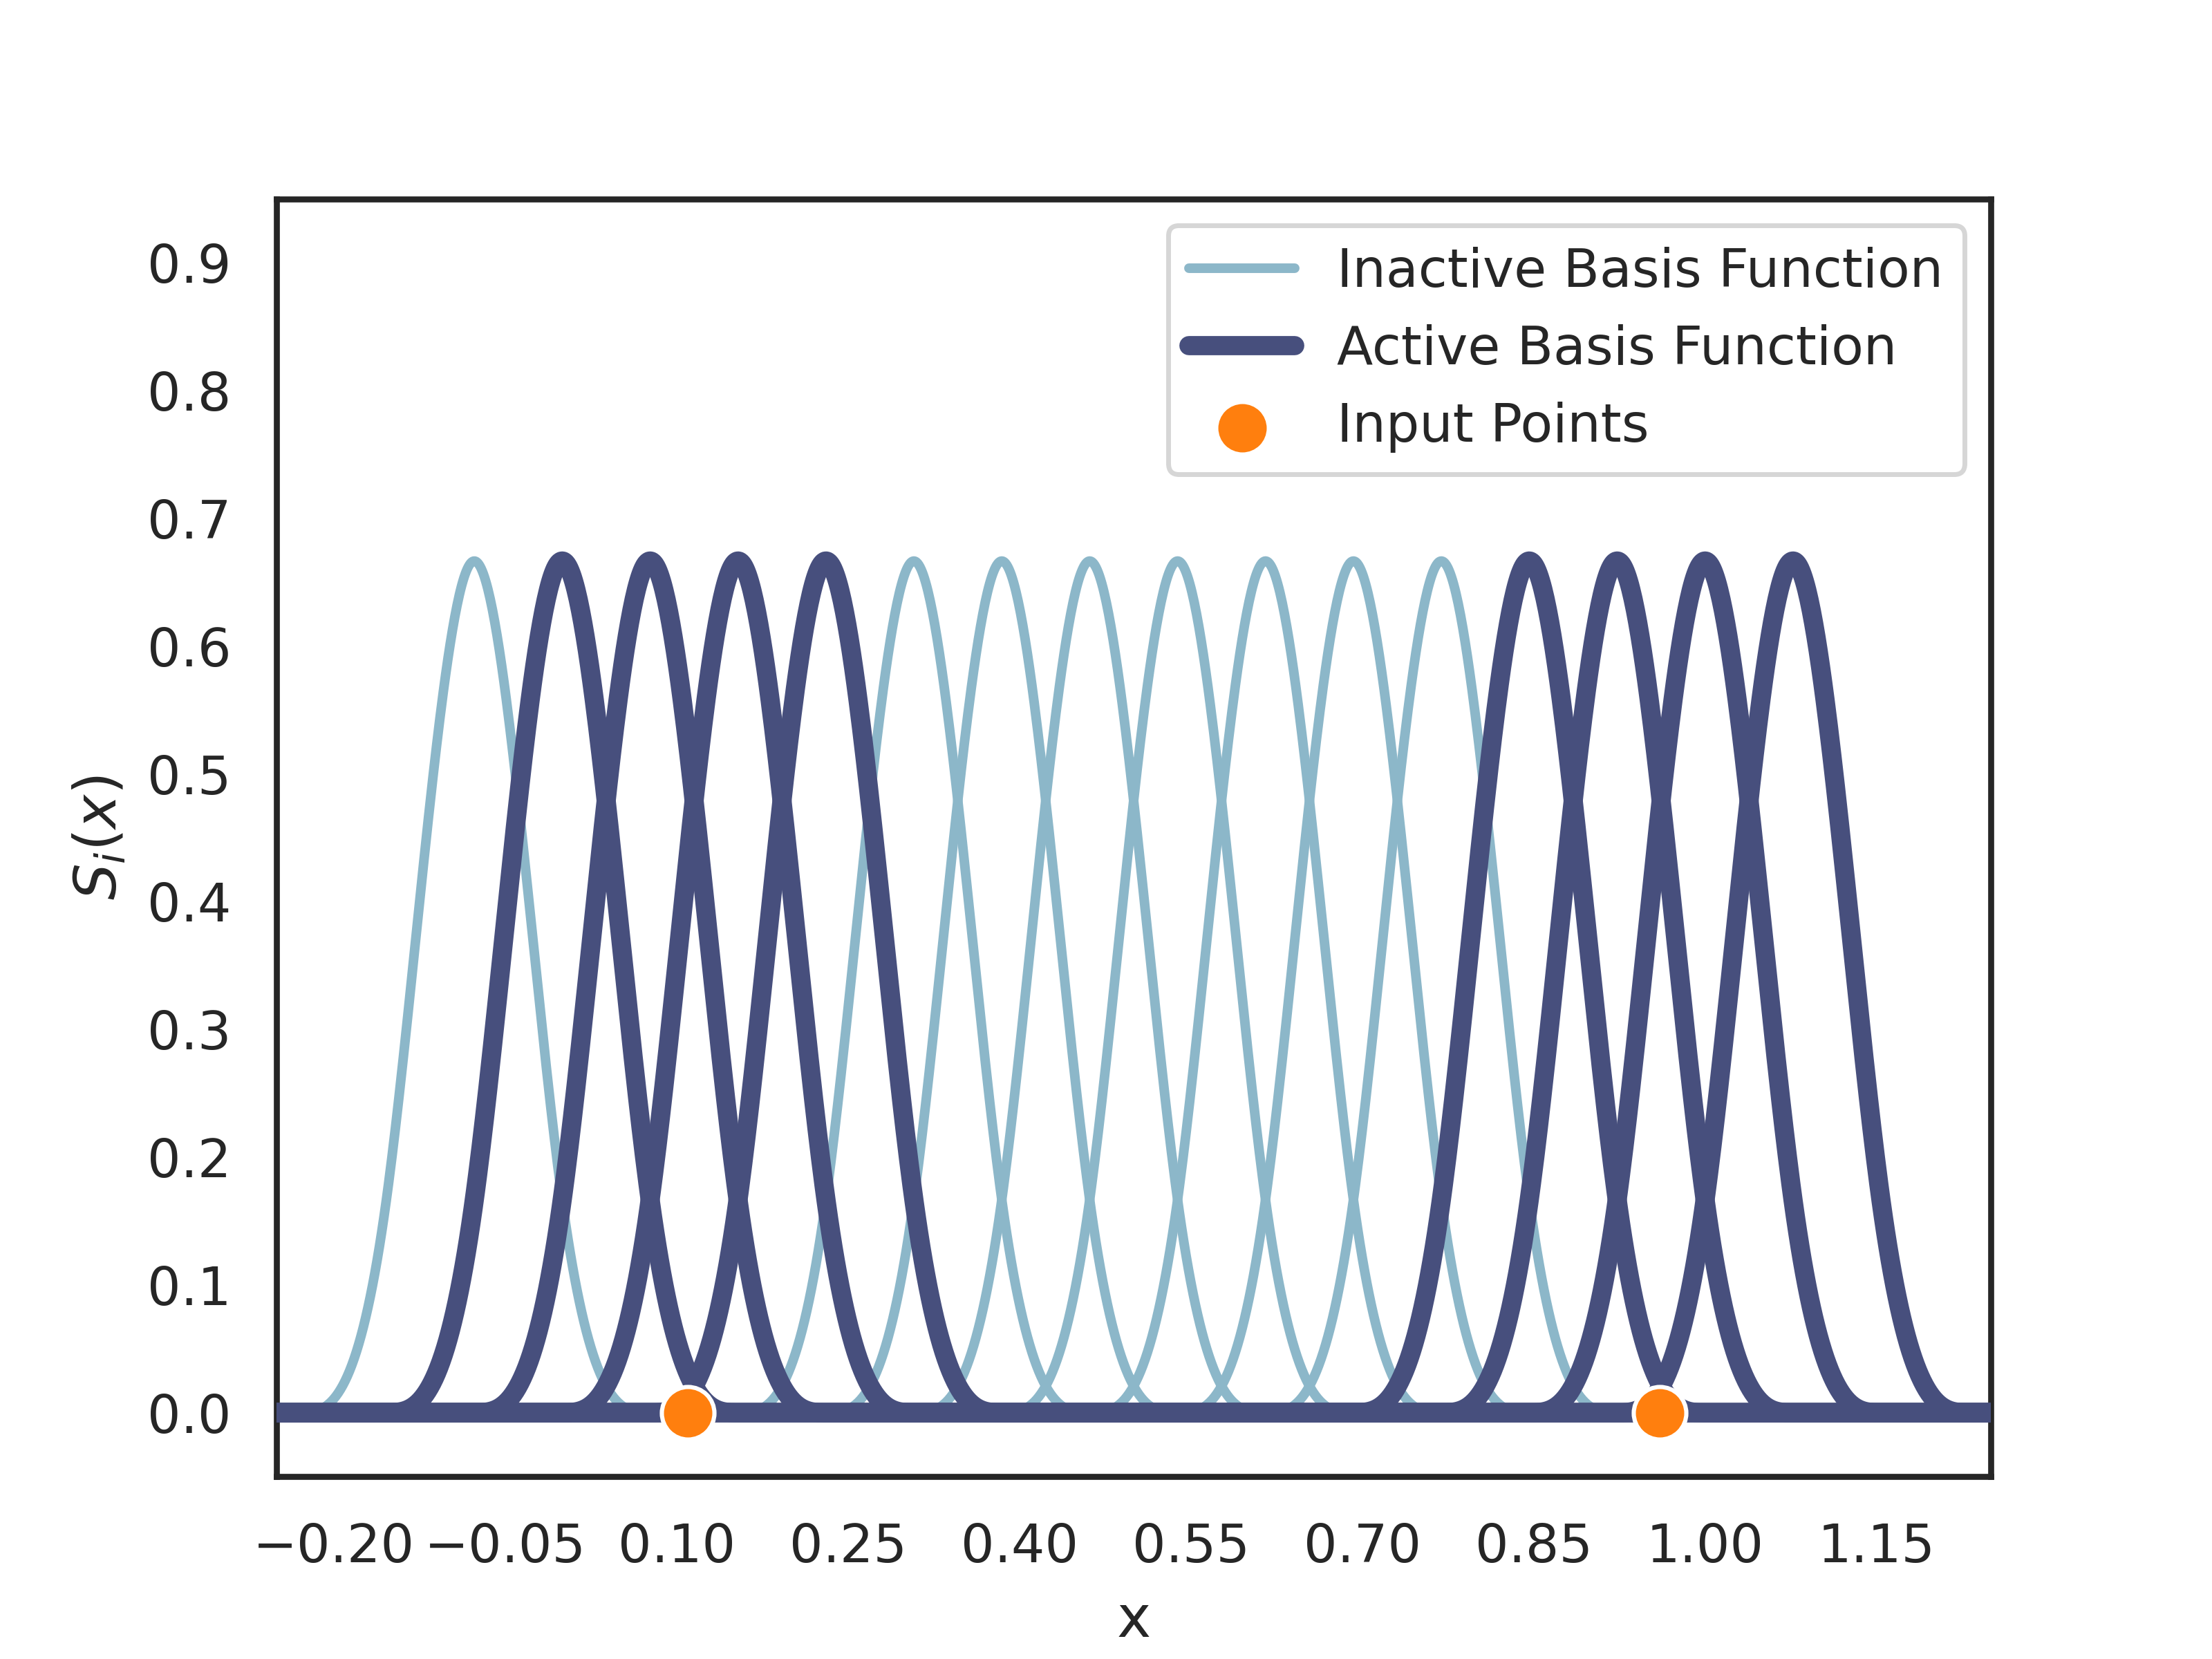 Inactive Basis Function
Active Basis Function
Input Points
0.9
0.8
0.7
0.6
0.5
0.4
0.3
0.2
0.1
0.0
S_i(x)
−0.20 −0.05 0.10 0.25 0.40 0.55 0.70 0.85 1.00 1.15
x